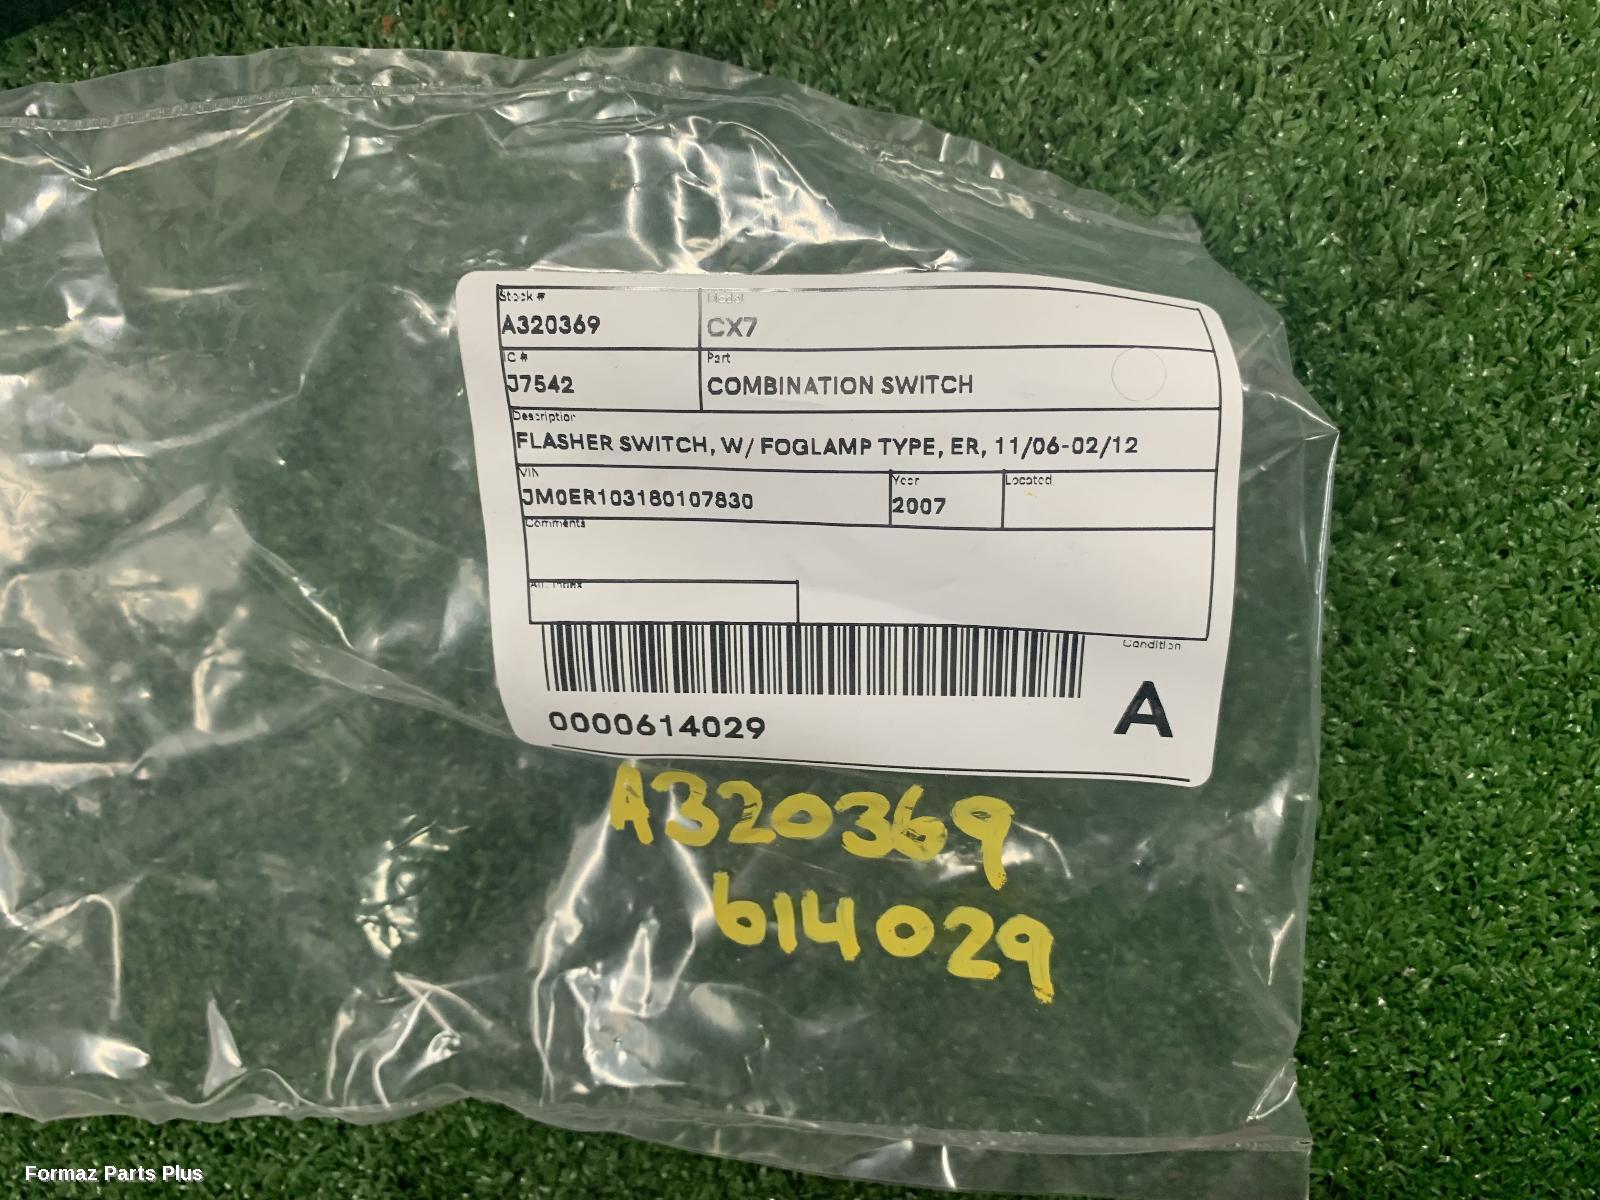 Stock # Model
A320369 CX7
IC # Part
J7542 COMBINATION SWITCH
Description
FLASHER SWITCH, W/ FOGLAMP TYPE, ER, 11/06-02/12
VIN Year Located
JM0ER103180107830 2007
Comments
Condition
0000614029 A
A320369
614029
Formaz Parts Plus